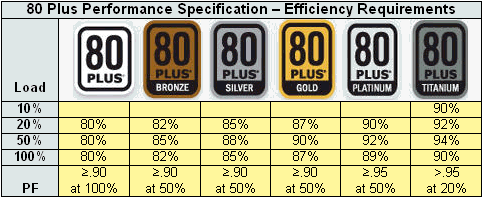 80 Plus Performance Specification – Efficiency Requirements
Load 80 PLUS® 80 PLUS® BRONZE 80 PLUS® SILVER 80 PLUS® GOLD 80 PLUS® PLATINUM 80 PLUS® TITANIUM
10% 90%
20% 80% 82% 85% 87% 90% 92%
50% 80% 85% 88% 90% 92% 94%
100% 80% 82% 85% 87% 89% 90%
PF ≥.90 at 100% ≥.90 at 50% ≥.90 at 50% ≥.90 at 50% ≥.95 at 50% >.95 at 20%